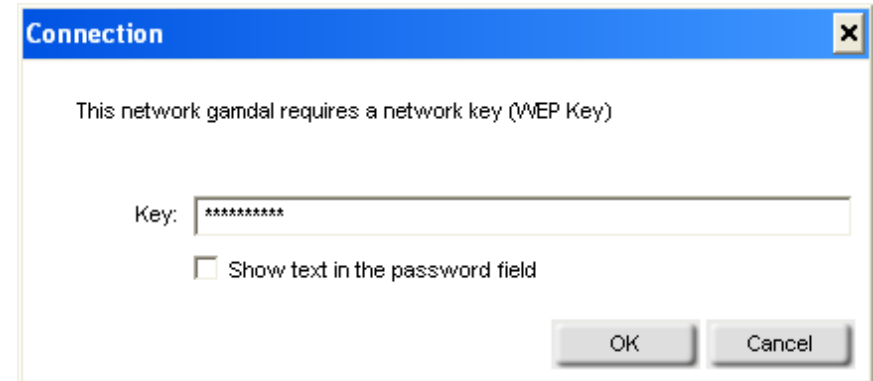 Connection
This network gamdal requires a network key (WEP Key)
Key: **********
Show text in the password field
OK Cancel